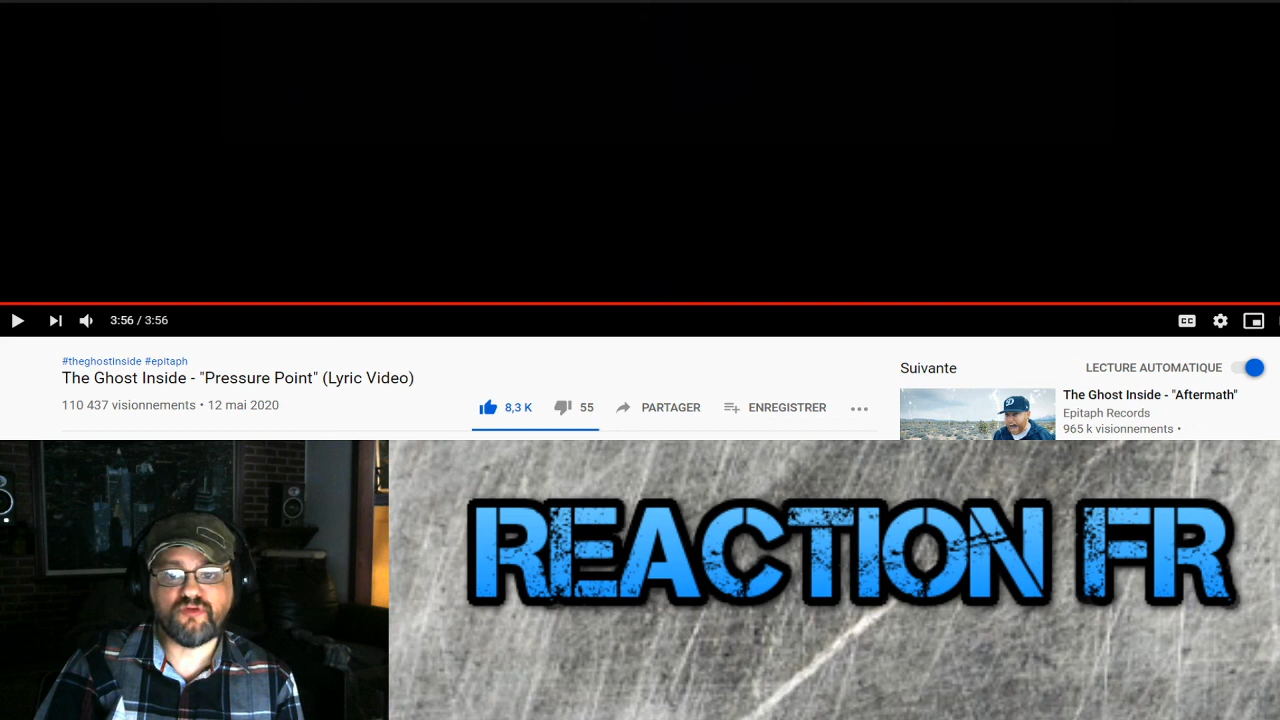 3:56 / 3:56
CC
#theghostinside #epitaph
The Ghost Inside - "Pressure Point" (Lyric Video)
110 437 visionnements • 12 mai 2020
8,3 K
55
PARTAGER
ENREGISTRER
Suivante
LECTURE AUTOMATIQUE
The Ghost Inside - "Aftermath"
Epitaph Records
965 k visionnements •
REACTION FR